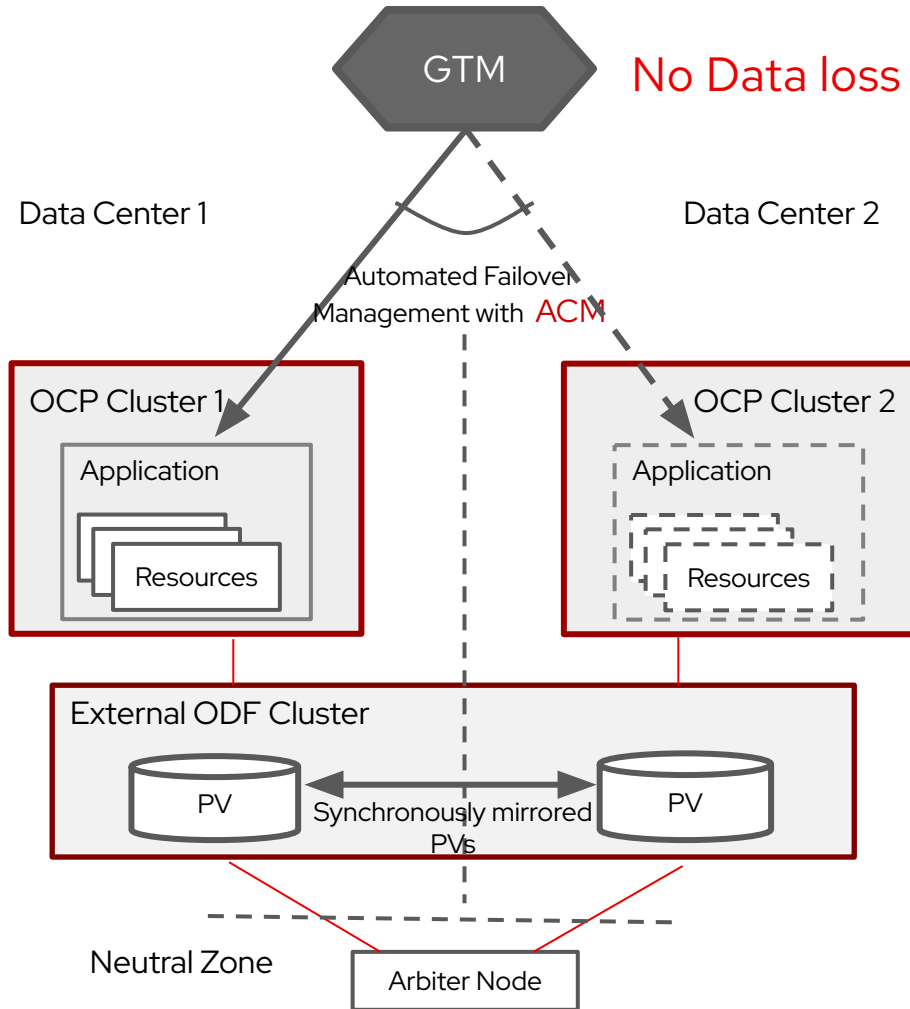 GTM
No Data loss
Data Center 1
Data Center 2
Automated Failover
Management with ACM
OCP Cluster 1
OCP Cluster 2
Application
Application
Resources
Resources
External ODF Cluster
PV
PV
Synchronously mirrored
PVs
Neutral Zone
Arbiter Node